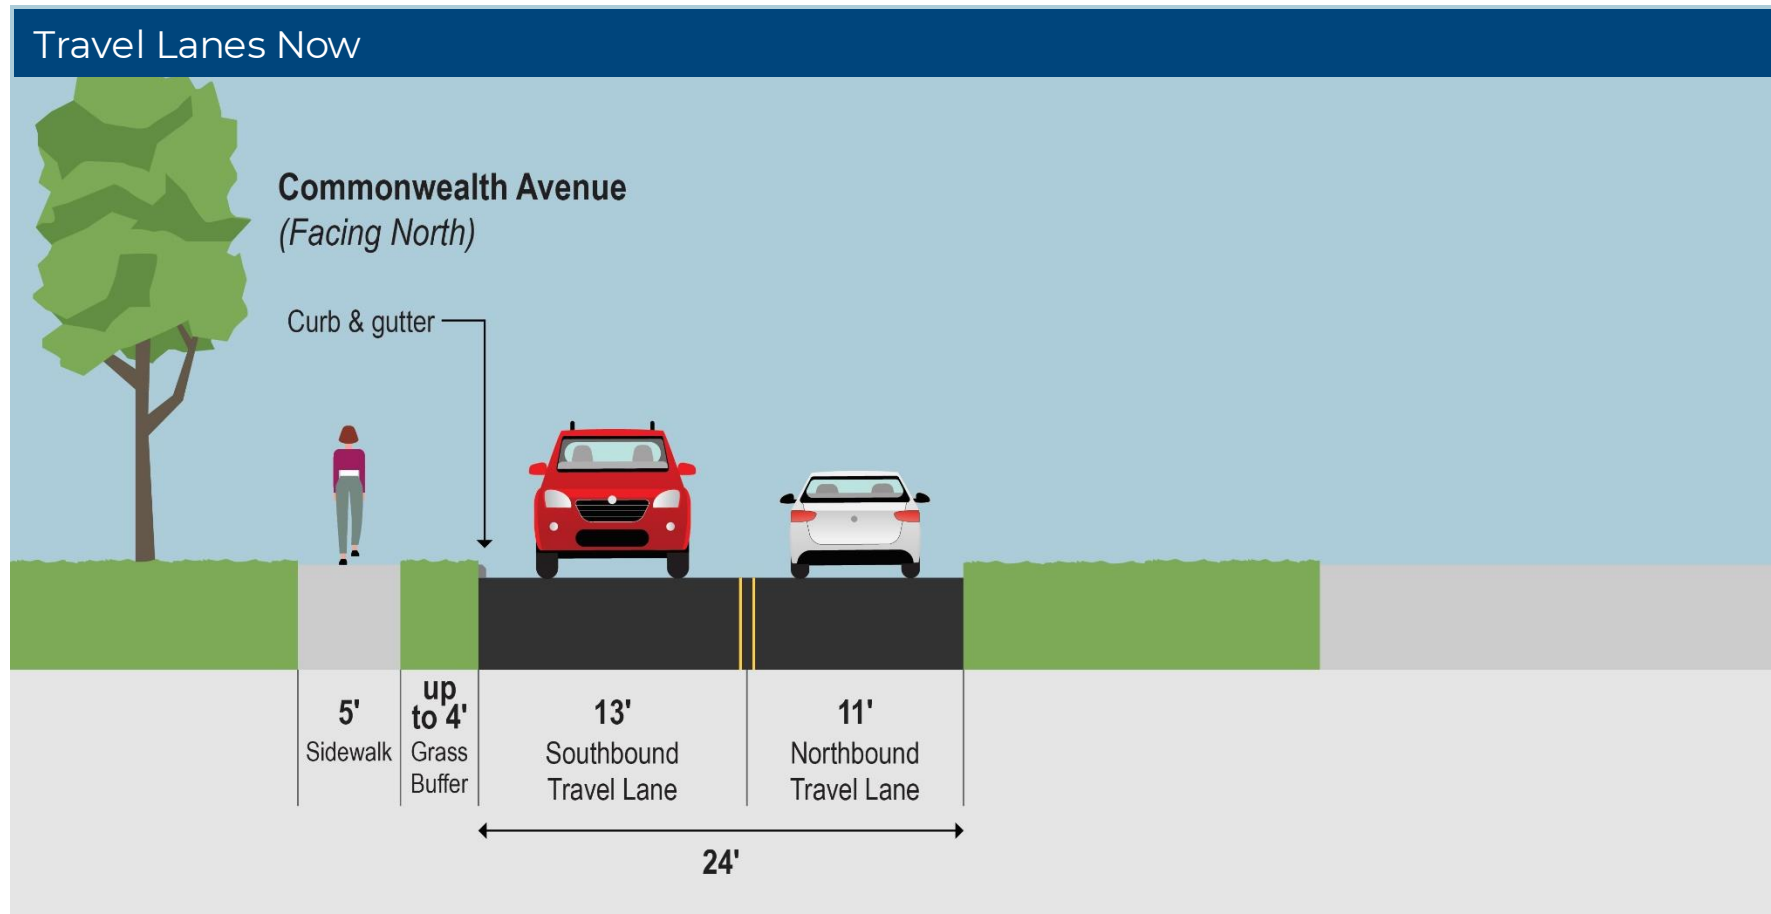 Travel Lanes Now
Commonwealth Avenue
(Facing North)
Curb & gutter
5'
Sidewalk
up
to 4'
Grass
Buffer
13'
Southbound
Travel Lane
11'
Northbound
Travel Lane
24'